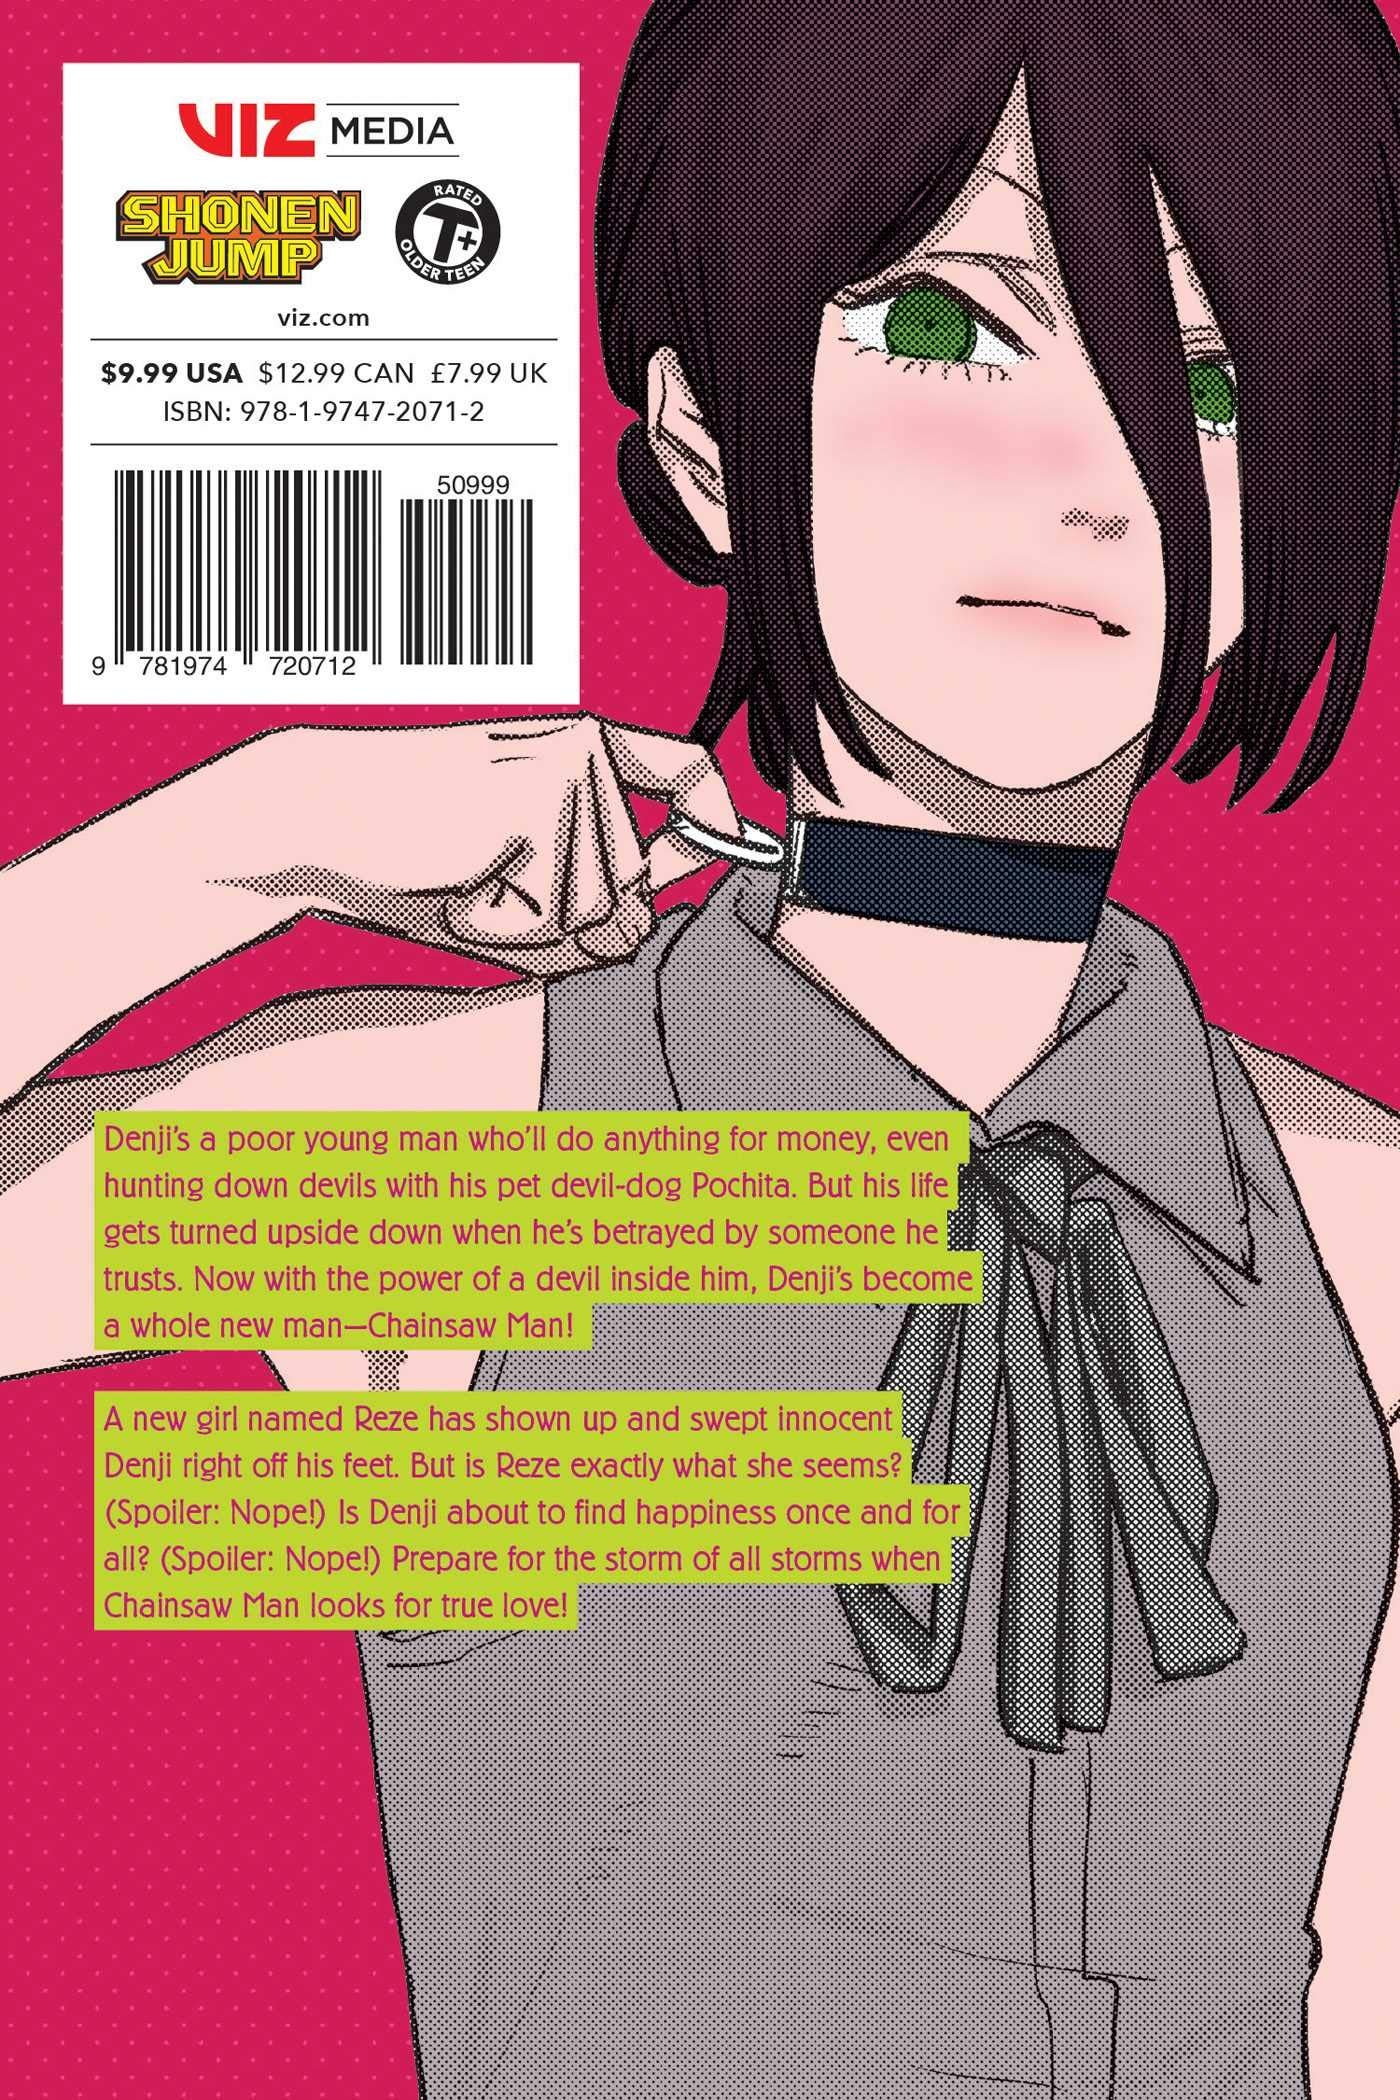 VIZ MEDIA
SHONEN
JUMP
RATED
T+
OLDER TEEN
viz.com
$9.99 USA $12.99 CAN £7.99 UK
ISBN: 978-1-9747-2071-2
50999
9 781974 720712
Denji's a poor young man who'll do anything for money, even
hunting down devils with his pet devil-dog Pochita. But his life
gets turned upside down when he's betrayed by someone he
trusts. Now with the power of a devil inside him, Denji's become
a whole new man—Chainsaw Man!
A new girl named Reze has shown up and swept innocent
Denji right off his feet. But is Reze exactly what she seems?
(Spoiler: Nope!) Is Denji about to find happiness once and for
all? (Spoiler: Nope!) Prepare for the storm of all storms when
Chainsaw Man looks for true love!